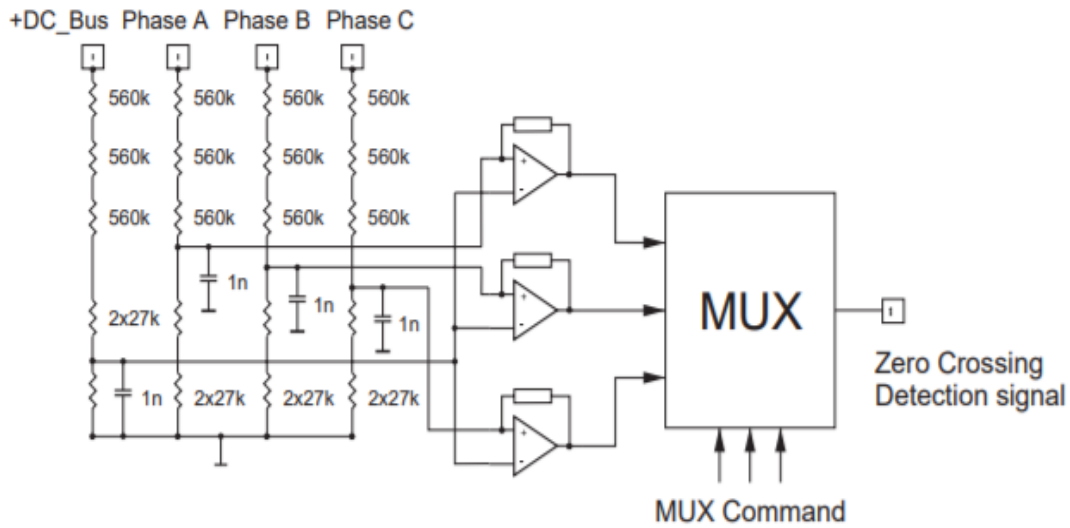 +DC_Bus Phase A Phase B Phase C
560k 560k 560k 560k
560k 560k 560k 560k
560k 560k 560k 560k
1n
1n
1n
2x27k
1n 2x27k 2x27k 2x27k
+
-
+
-
+
-
MUX
Zero Crossing
Detection signal
MUX Command